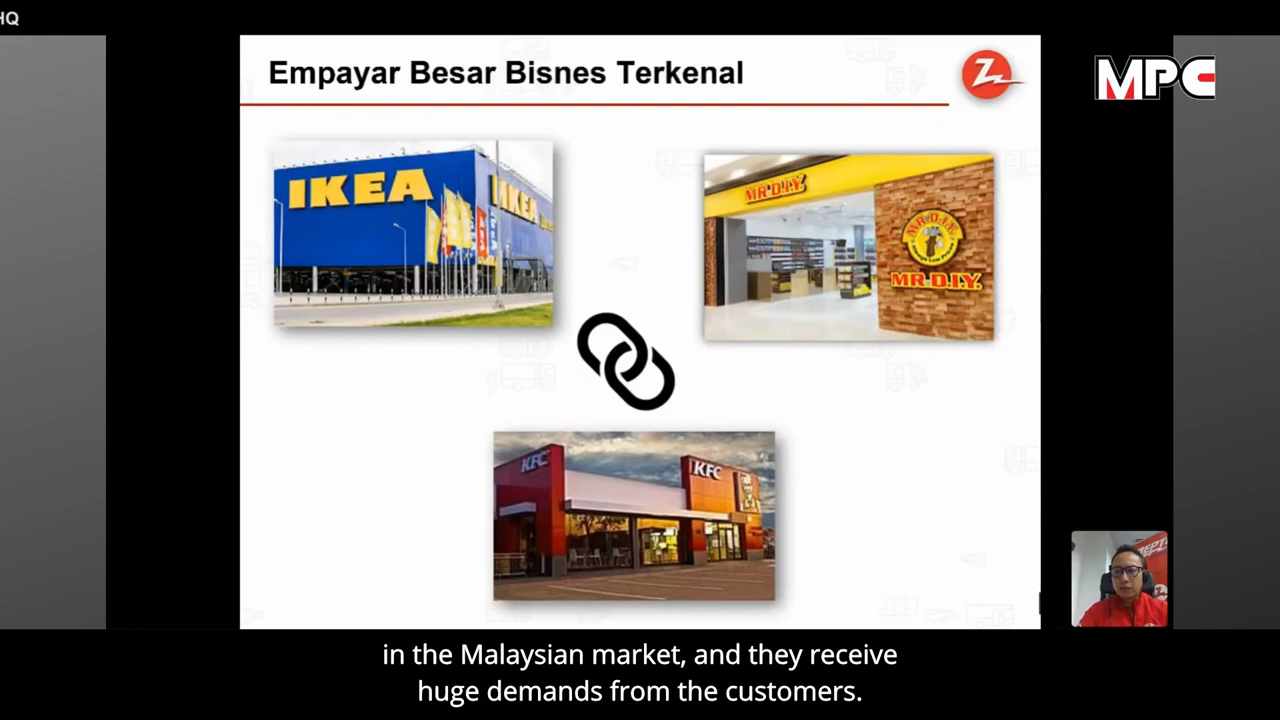 HQ
Empayar Besar Bisnes Terkenal
Z
MPC
IKEA
IKEA
MR.D.I.Y.
MR.D.I.Y.
MR.D.I.Y.
KFC
KFC
in the Malaysian market, and they receive
huge demands from the customers.